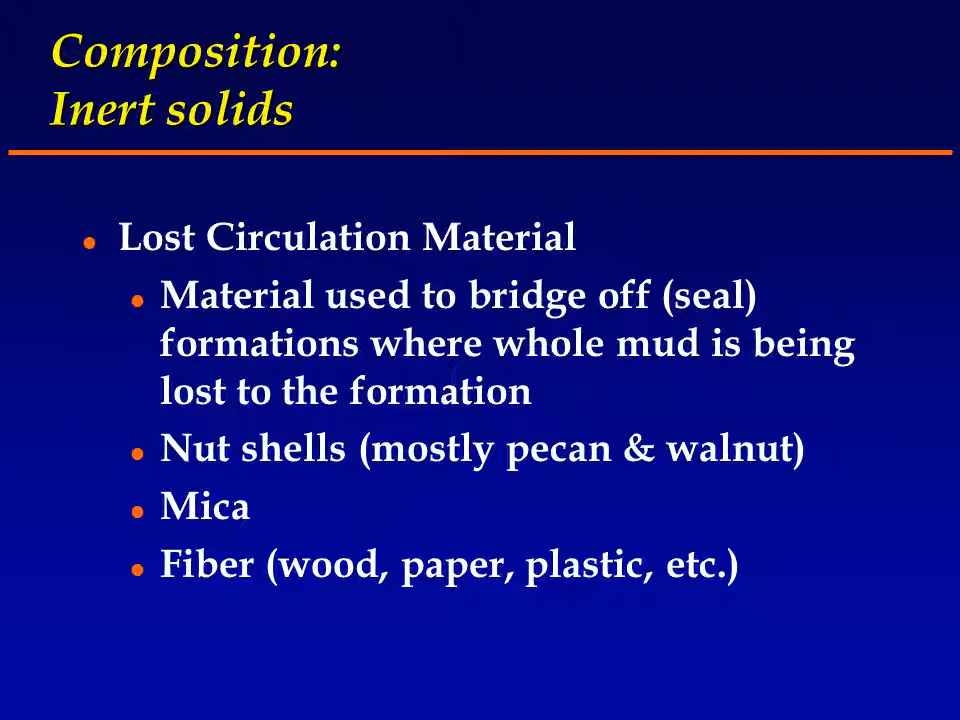 Composition:
Inert solids
Lost Circulation Material
Material used to bridge off (seal)
formations where whole mud is being
lost to the formation
Nut shells (mostly pecan & walnut)
Mica
Fiber (wood, paper, plastic, etc.)